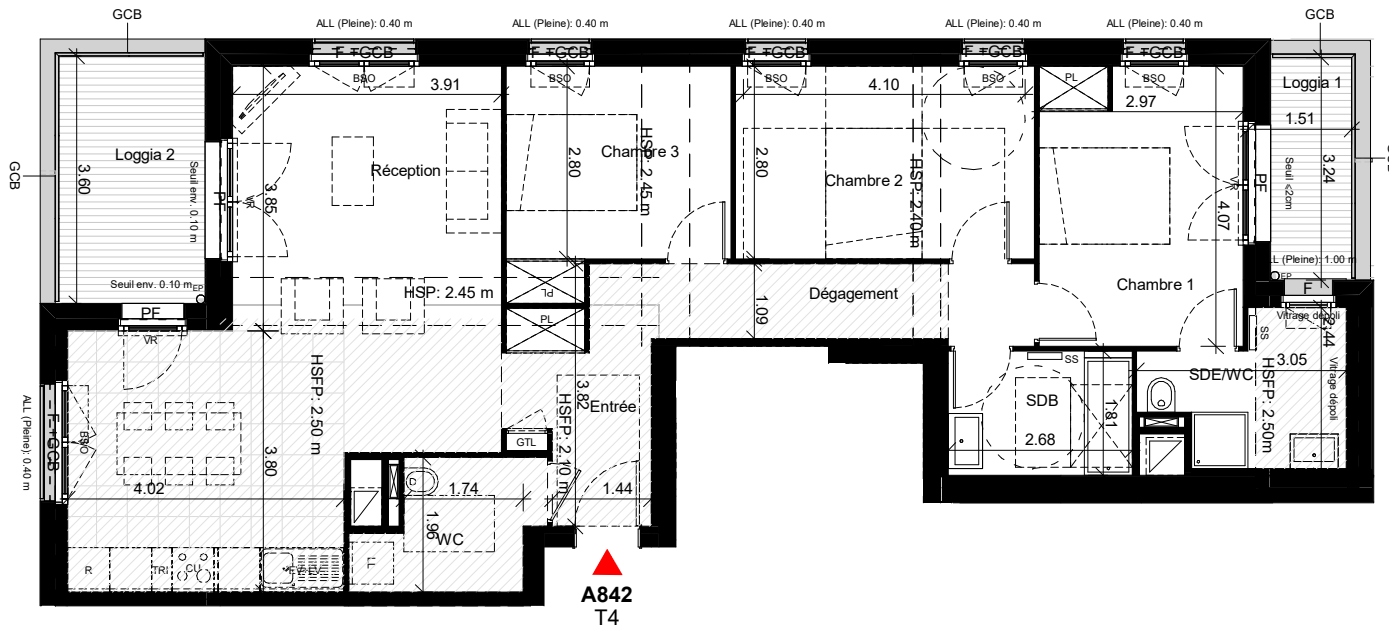 GCB
ALL (Pleine): 0.40 m
ALL (Pleine): 0.40 m
ALL (Pleine): 0.40 m
ALL (Pleine): 0.40 m
ALL (Pleine): 0.40 m
GCB
F +GCB
F +GCB
F +GCB
F +GCB
F +GCB
BSO
BSO
BSO
BSO
BSO
3.91
4.10
PL
2.97
Loggia 1
1.51
GCB
Loggia 2
3.60
Seuil env. 0.10 m
Seuil env. 0.10 m
EP
PF
VR
Réception
3.85
HSP: 2.45 m
Chambre 3
2.80
HSP: 2.45 m
Chambre 2
2.80
HSP: 2.40 m
4.07
Chambre 1
VR
PF
Seuil ≤2cm
3.24
(Pleine): 1.00 m
EP
F
Vitrage dépoli
PF
VR
PL
PL
Dégagement
1.09
2.44
SS
3.05
Vitrage dépoli
HSFP: 2.50m
SDE/WC
SS
SDB
1.81
2.68
HSFP: 2.50 m
3.82
Entrée
HSFP: 2.10 m
GTL
ALL (Pleine): 0.40 m
F+GCB
BSO
4.02
3.80
1.74
1.44
1.96
WC
LL
R
TRI
CU
A842
T4